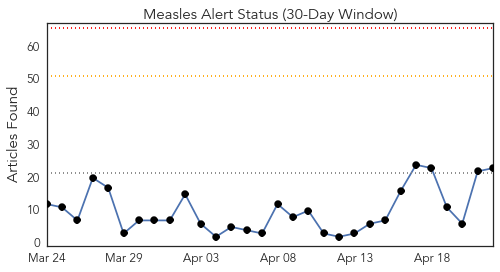 Measles Alert Status (30-Day Window)
Articles Found
60
50
40
30
20
10
0
Mar 24 Mar 29 Apr 03 Apr 08 Apr 13 Apr 18